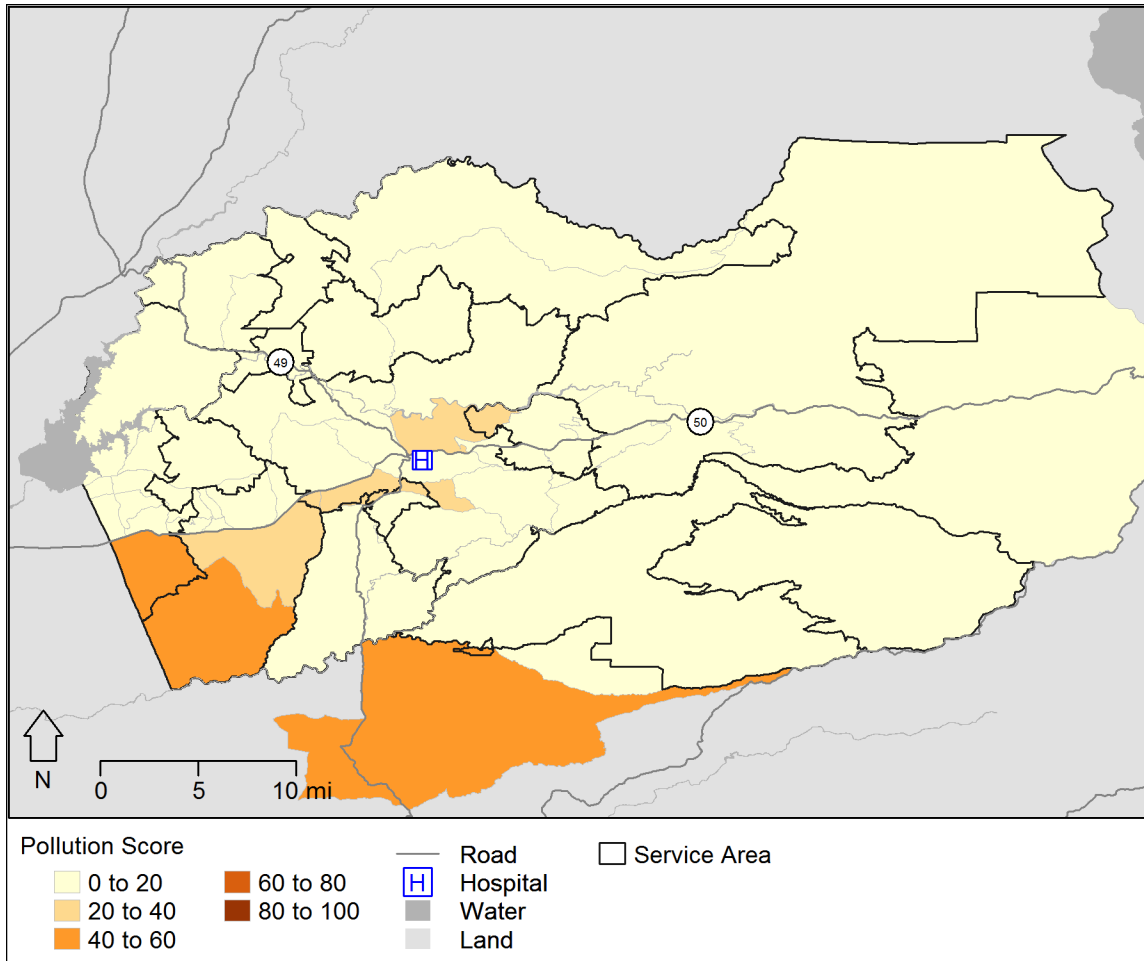 49
50
H
N
0 5 10 mi
Pollution Score
0 to 20
20 to 40
40 to 60
60 to 80
80 to 100
Road
H Hospital
Water
Land
Service Area